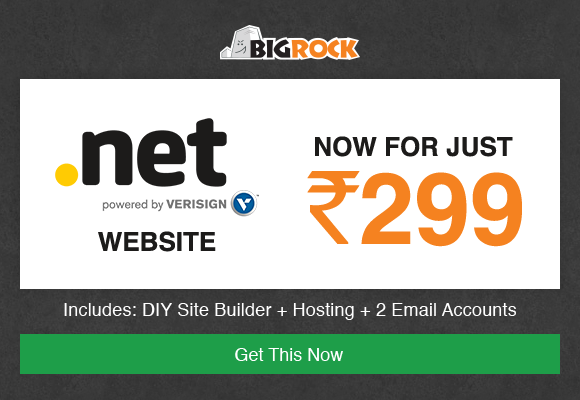 BIGROCK
.net
powered by VERISIGN
WEBSITE
NOW FOR JUST
₹299
Includes: DIY Site Builder + Hosting + 2 Email Accounts
Get This Now